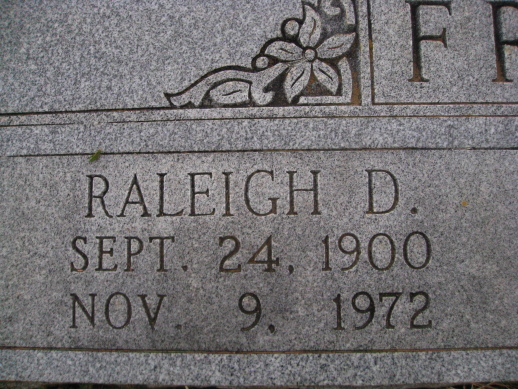 RALEIGH D.
SEPT. 24, 1900
NOV. 9, 1972